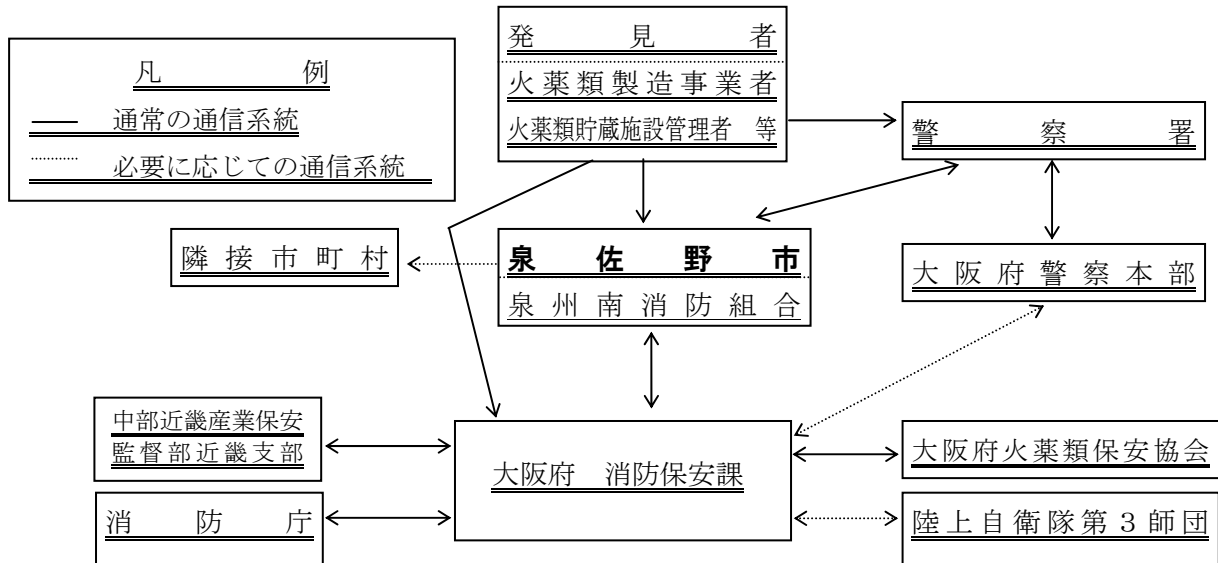 発見者
火薬類製造事業者
火薬類貯蔵施設管理者 等
凡例
通常の通信系統
必要に応じての通信系統
警察署
隣接市町村
泉佐野市
泉州南消防組合
大阪府警察本部
中部近畿産業保安
監督部近畿支部
大阪府 消防保安課
大阪府火薬類保安協会
消防庁
陸上自衛隊第3師団